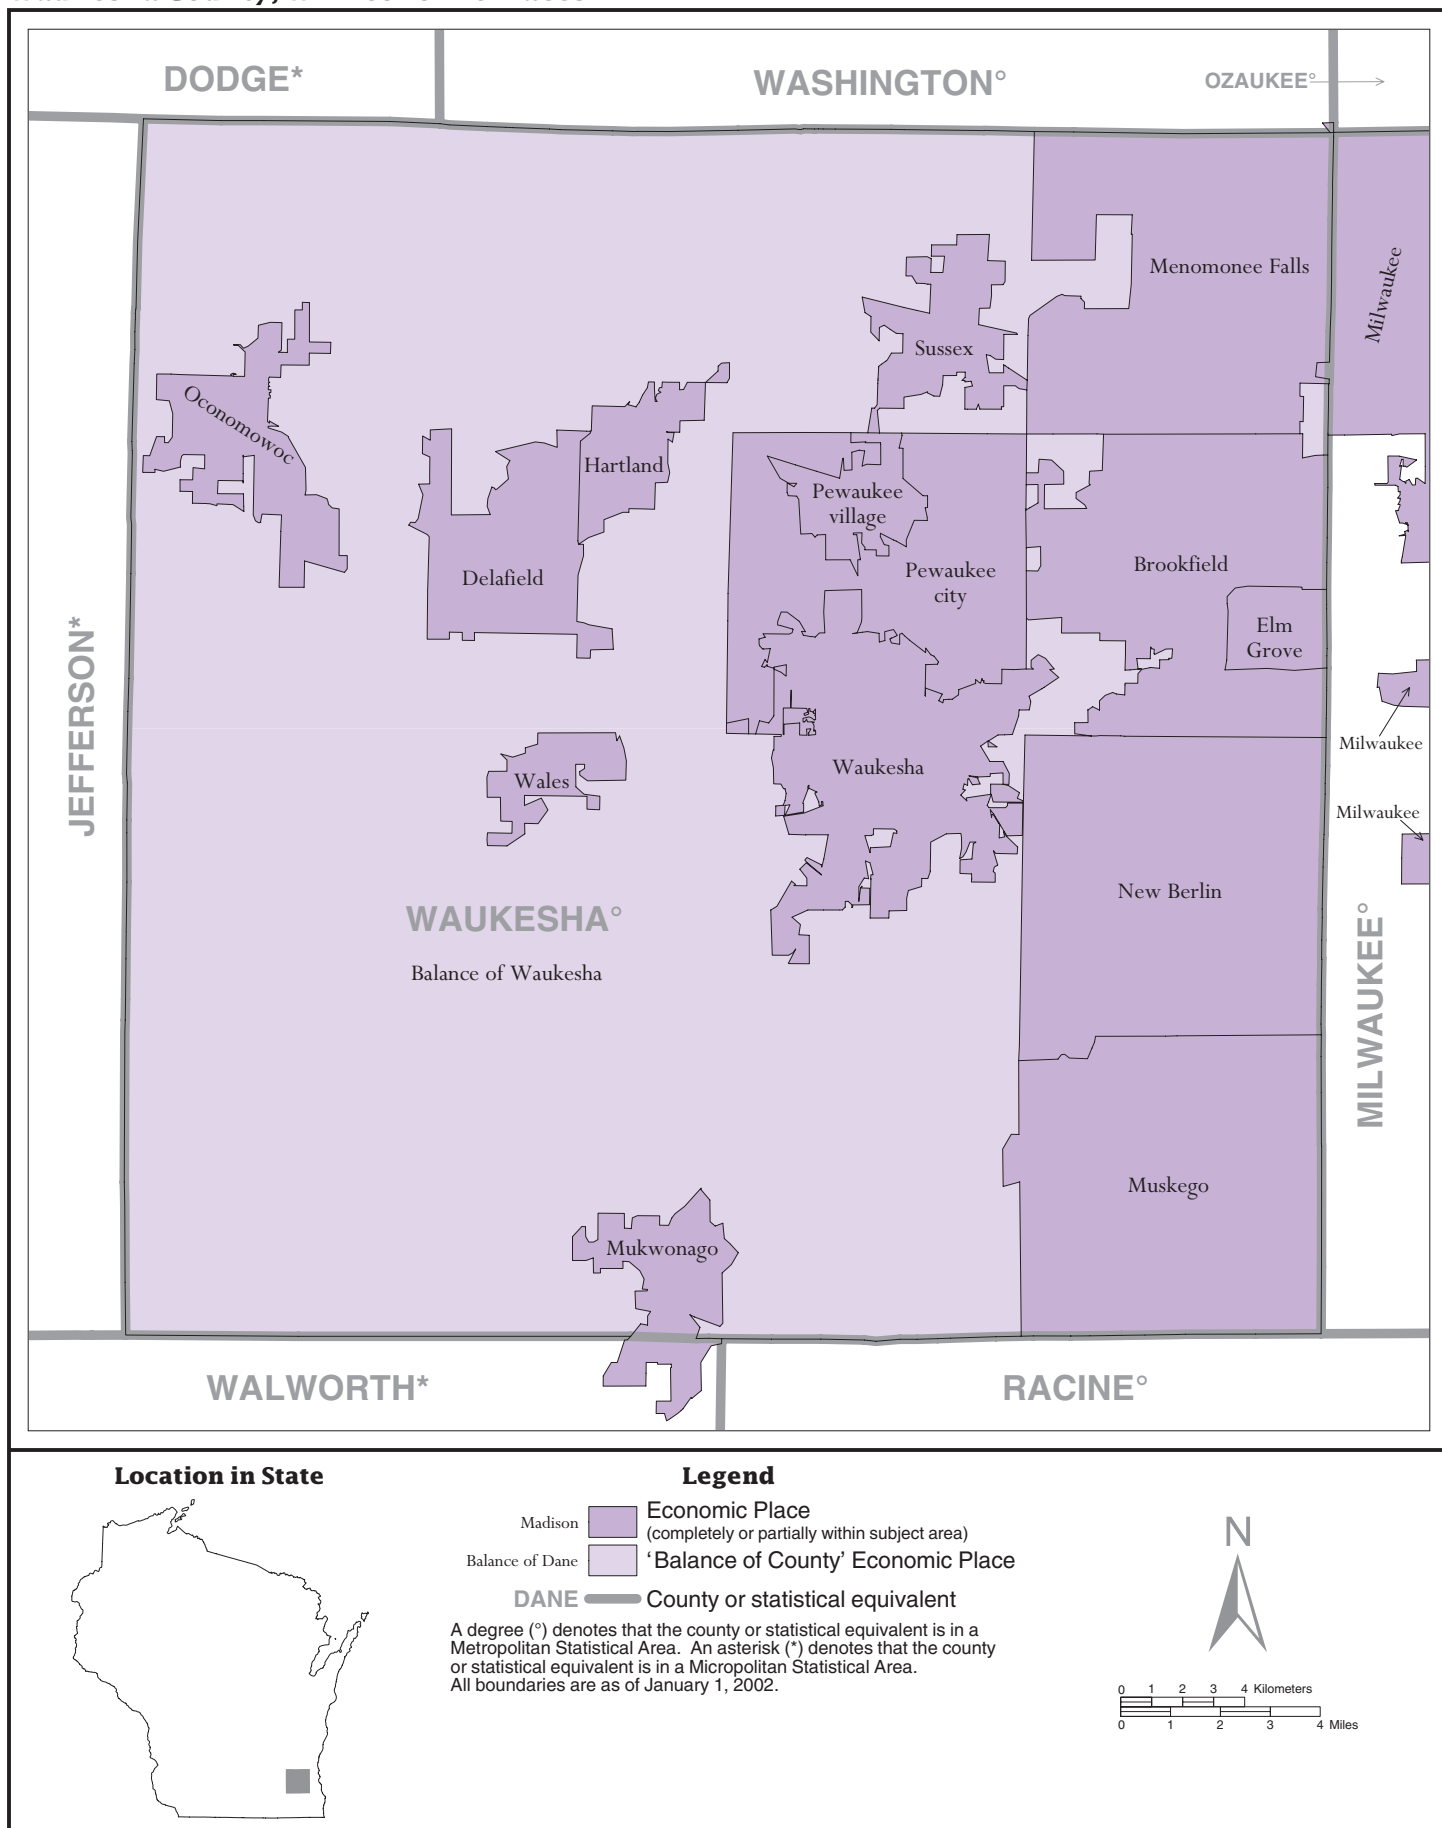 DODGE*
WASHINGTON°
OZAUKEE°
Menomonee Falls
Milwaukee
Sussex
Oconomowoc
Hartland
Pewaukee
village
Delafield
Pewaukee
city
Brookfield
Elm
Grove
JEFFERSON*
Milwaukee
Wales
Waukesha
Milwaukee
New Berlin
WAUKESHA°
Balance of Waukesha
MILWAUKEE°
Muskego
Mukwonago
WALWORTH*
RACINE°
Location in State
Legend
Madison
Economic Place
(completely or partially within subject area)
Balance of Dane
‘Balance of County’ Economic Place
DANE
County or statistical equivalent
A degree (°) denotes that the county or statistical equivalent is in a
Metropolitan Statistical Area. An asterisk (*) denotes that the county
or statistical equivalent is in a Micropolitan Statistical Area.
All boundaries are as of January 1, 2002.
N
0 1 2 3 4 Kilometers
0 1 2 3 4 Miles